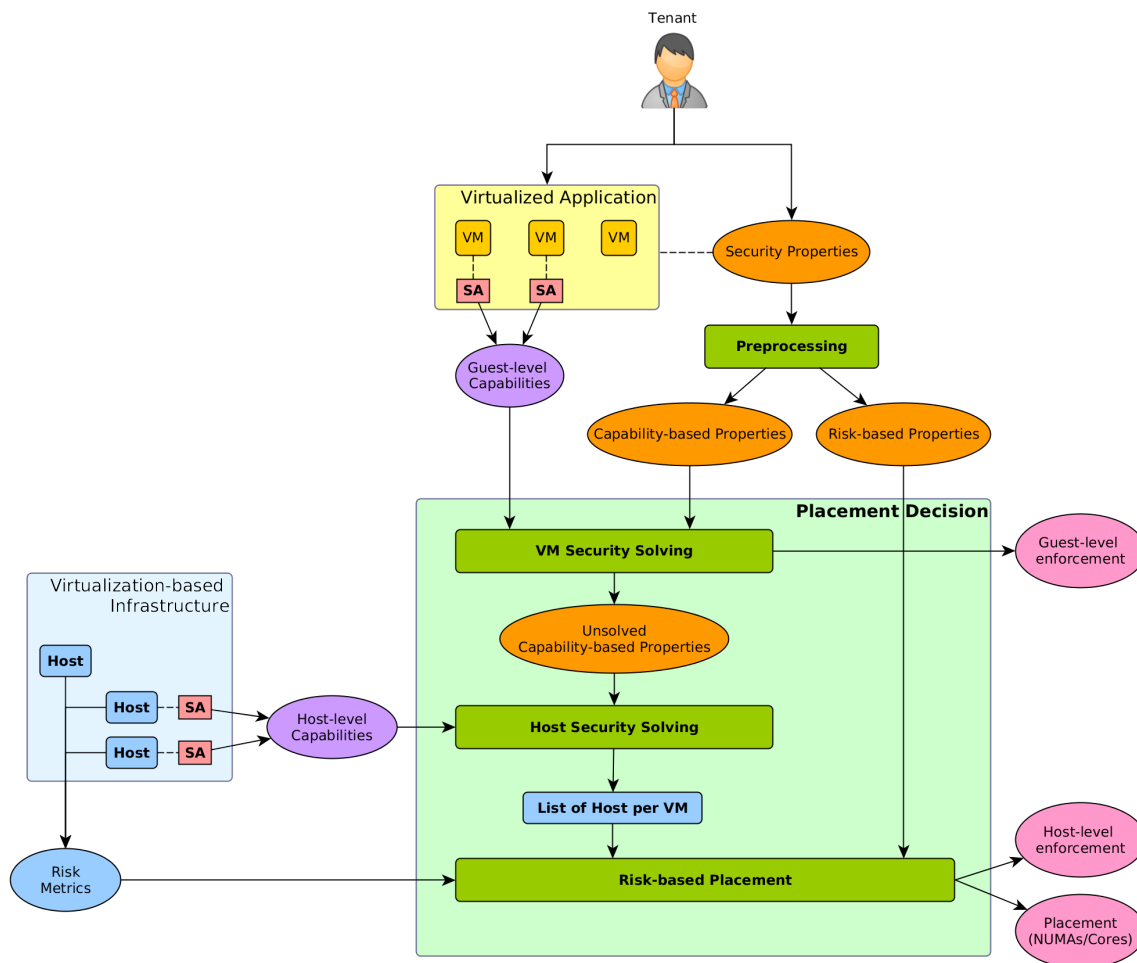 Tenant
Virtualized Application
VM
VM
VM
SA
SA
Security Properties
Preprocessing
Guest-level
Capabilities
Capability-based Properties
Risk-based Properties
Placement Decision
VM Security Solving
Guest-level
enforcement
Virtualization-based
Infrastructure
Unsolved
Capability-based Properties
Host
Host
SA
Host
SA
Host-level
Capabilities
Host Security Solving
List of Host per VM
Risk
Metrics
Risk-based Placement
Host-level
enforcement
Placement
(NUMAs/Cores)